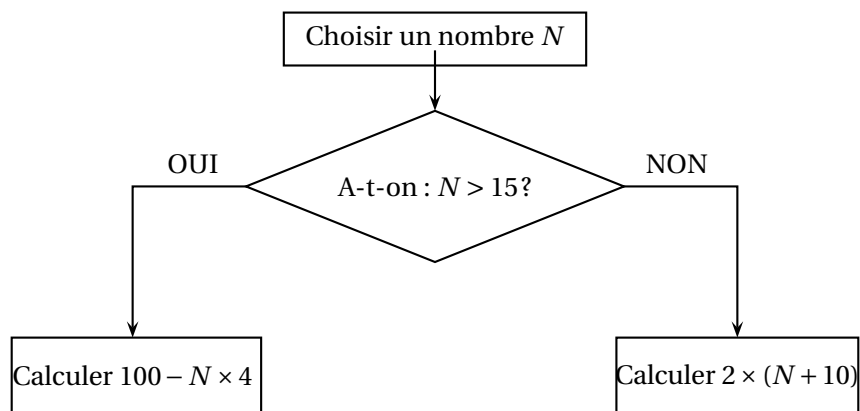 Choisir un nombre N
OUI
NON
A-t-on : N > 15 ?
Calculer 100 − N × 4
Calculer 2 × (N + 10)